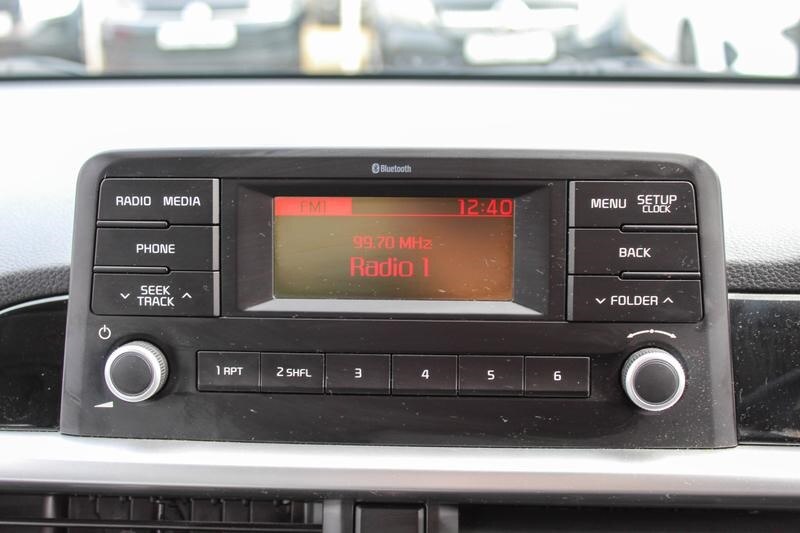 Bluetooth
RADIO MEDIA
PHONE
SEEK
TRACK
FM1 12:40
99.70 MHz
Radio 1
MENU SETUP
CLOCK
BACK
FOLDER
1 RPT 2 SHFL 3 4 5 6